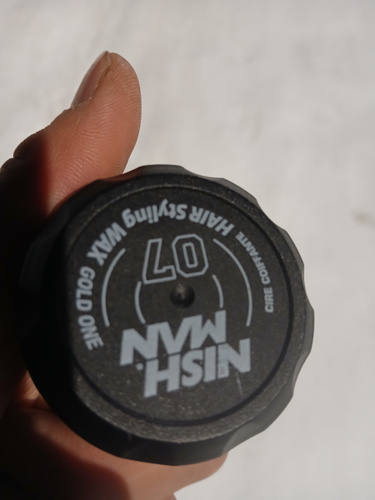 NISH
MAN
07
CIRE COIFFANTE HAIR Styling WAX GOLD ONE